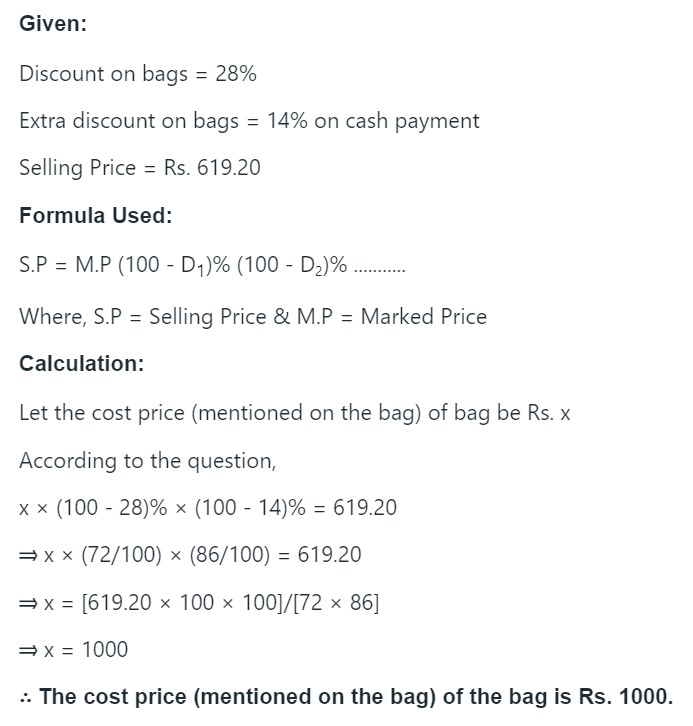 Given:
Discount on bags = 28%
Extra discount on bags = 14% on cash payment
Selling Price = Rs. 619.20
Formula Used:
S.P = M.P (100 - D₁)% (100 - D₂)% ...........
Where, S.P = Selling Price & M.P = Marked Price
Calculation:
Let the cost price (mentioned on the bag) of bag be Rs. x
According to the question,
x × (100 - 28)% × (100 - 14)% = 619.20
⇒ x × (72/100) × (86/100) = 619.20
⇒ x = [619.20 × 100 × 100]/[72 × 86]
⇒ x = 1000
∴ The cost price (mentioned on the bag) of the bag is Rs. 1000.